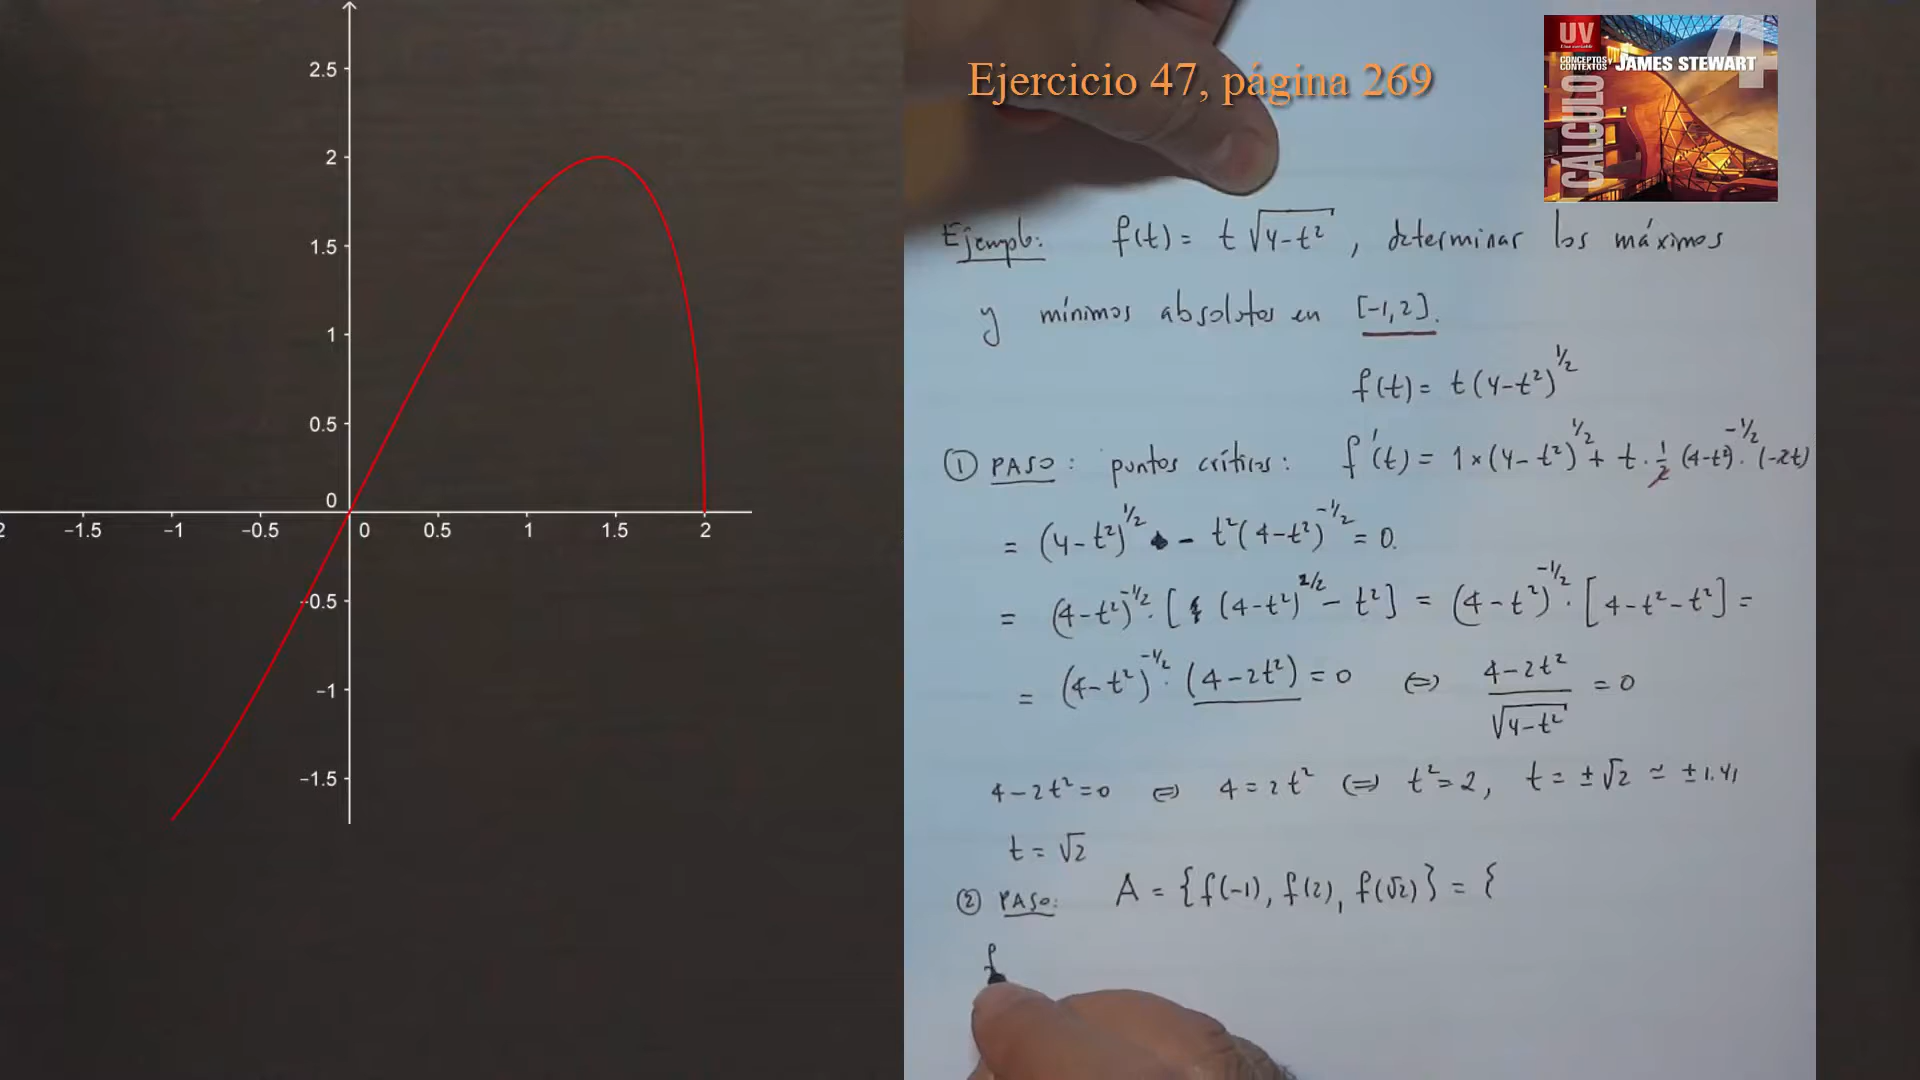 2.5
2
1.5
1
0.5
0
2 −1.5 −1 −0.5 0 0.5 1 1.5 2
−0.5
−1
−1.5
Ejercicio 47, página 269
UV
CONCEPTOS Y CONTEXTOS
JAMES STEWART
4
CÁLCULO
Ejemplo: f(t) = t √(4-t²) , determinar los máximos
y mínimos absolutos en [-1,2].
f(t) = t (4-t²)^1/2
① PASO: puntos críticos: f'(t) = 1×(4-t²)^1/2 + t · 1/2 (4-t²)^-1/2 · (-2t)
= (4-t²)^1/2 - t²(4-t²)^-1/2 = 0.
= (4-t²)^-1/2 · [ (4-t²)^2/2 - t² ] = (4-t²)^-1/2 · [4-t²-t²] =
= (4-t²)^-1/2 · (4-2t²) = 0 ⇔ (4-2t²)/√(4-t²) = 0
4-2t²=0 ⇔ 4=2t² ⇔ t²=2, t = ±√2 ≃ ±1.41
t = √2
② PASO: A = {f(-1), f(2), f(√2)} = {
f